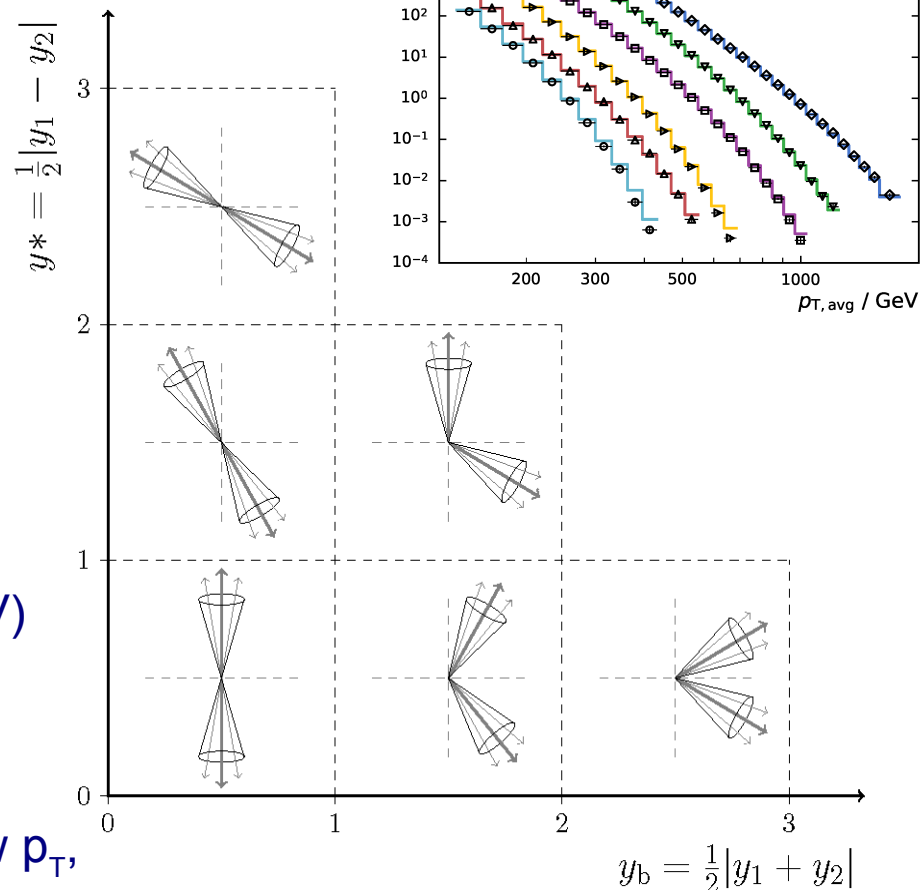 y* = ½|y₁ − y₂|
3
2
1
0
0 1 2 3
y_b = ½|y₁ + y₂|
10²
10¹
10⁰
10⁻¹
10⁻²
10⁻³
10⁻⁴
200 300 500 1000
p_T,avg / GeV
)
p_T,